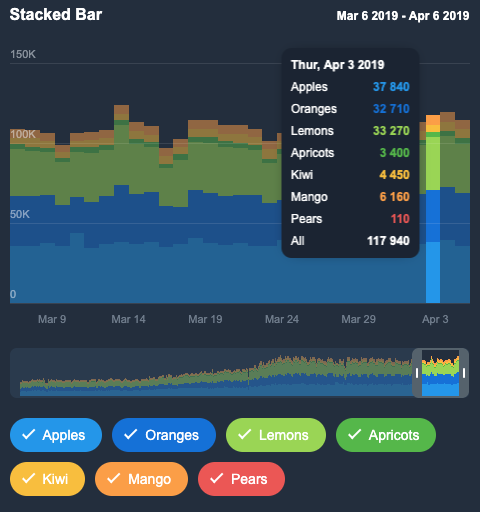 Stacked Bar Mar 6 2019 - Apr 6 2019
150K
Thur, Apr 3 2019
Apples 37 840
Oranges 32 710
100K
Lemons 33 270
Apricots 3 400
Kiwi 4 450
Mango 6 160
50K
Pears 110
All 117 940
0
Mar 9 Mar 14 Mar 19 Mar 24 Mar 29 Apr 3
Apples Oranges Lemons Apricots
Kiwi Mango Pears